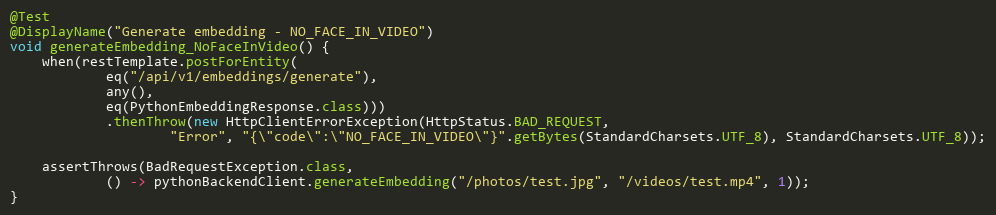 @Test
@DisplayName("Generate embedding - NO_FACE_IN_VIDEO")
void generateEmbedding_NoFaceInVideo() {
    when(restTemplate.postForEntity(
            eq("/api/v1/embeddings/generate"),
            any(),
            eq(PythonEmbeddingResponse.class)))
            .thenThrow(new HttpClientErrorException(HttpStatus.BAD_REQUEST,
                    "Error", "{\"code\":\"NO_FACE_IN_VIDEO\"}".getBytes(StandardCharsets.UTF_8), StandardCharsets.UTF_8));

    assertThrows(BadRequestException.class,
            () -> pythonBackendClient.generateEmbedding("/photos/test.jpg", "/videos/test.mp4", 1));
}